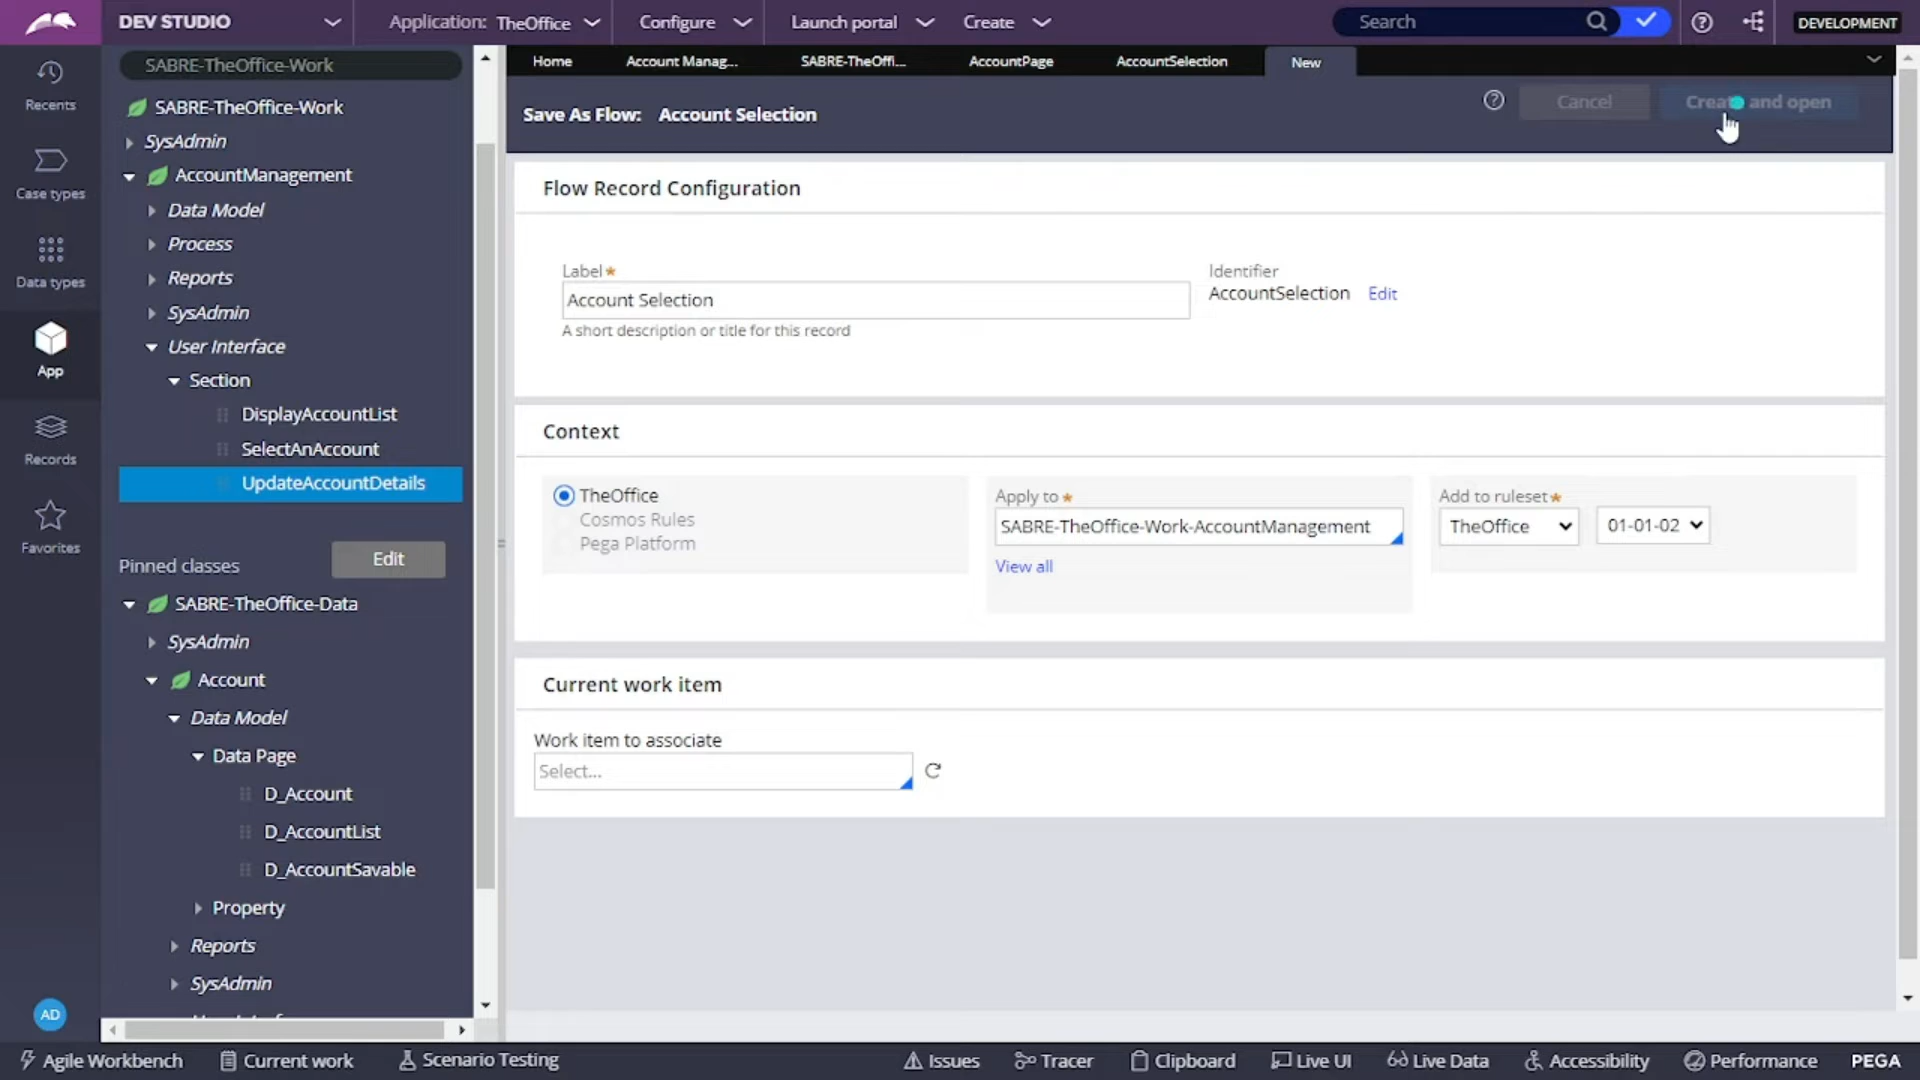 DEV STUDIO
Application: TheOffice
Configure
Launch portal
Create
Search
DEVELOPMENT
Recents
Case types
Data types
App
Records
Favorites
AD
SABRE-TheOffice-Work
SABRE-TheOffice-Work
SysAdmin
AccountManagement
Data Model
Process
Reports
SysAdmin
User Interface
Section
DisplayAccountList
SelectAnAccount
UpdateAccountDetails
Pinned classes
Edit
SABRE-TheOffice-Data
SysAdmin
Account
Data Model
Data Page
D_Account
D_AccountList
D_AccountSavable
Property
Reports
SysAdmin
Home
Account Manag...
SABRE-TheOffi...
AccountPage
AccountSelection
New
Save As Flow: Account Selection
Cancel
Create and open
Flow Record Configuration
Label★
Account Selection
A short description or title for this record
Identifier
AccountSelection Edit
Context
TheOffice
Cosmos Rules
Pega Platform
Apply to ★
SABRE-TheOffice-Work-AccountManagement
View all
Add to ruleset★
TheOffice
01-01-02
Current work item
Work item to associate
Select...
Agile Workbench
Current work
Scenario Testing
Issues
Tracer
Clipboard
Live UI
Live Data
Accessibility
Performance
PEGA